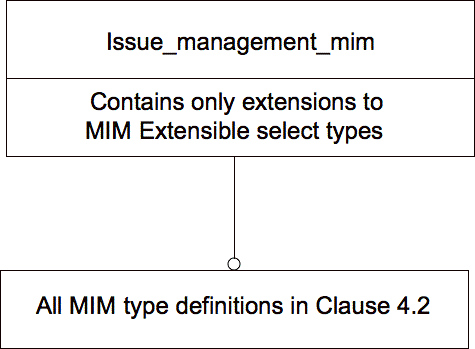 Issue_management_mim
Contains only extensions to
MIM Extensible select types
All MIM type definitions in Clause 4.2